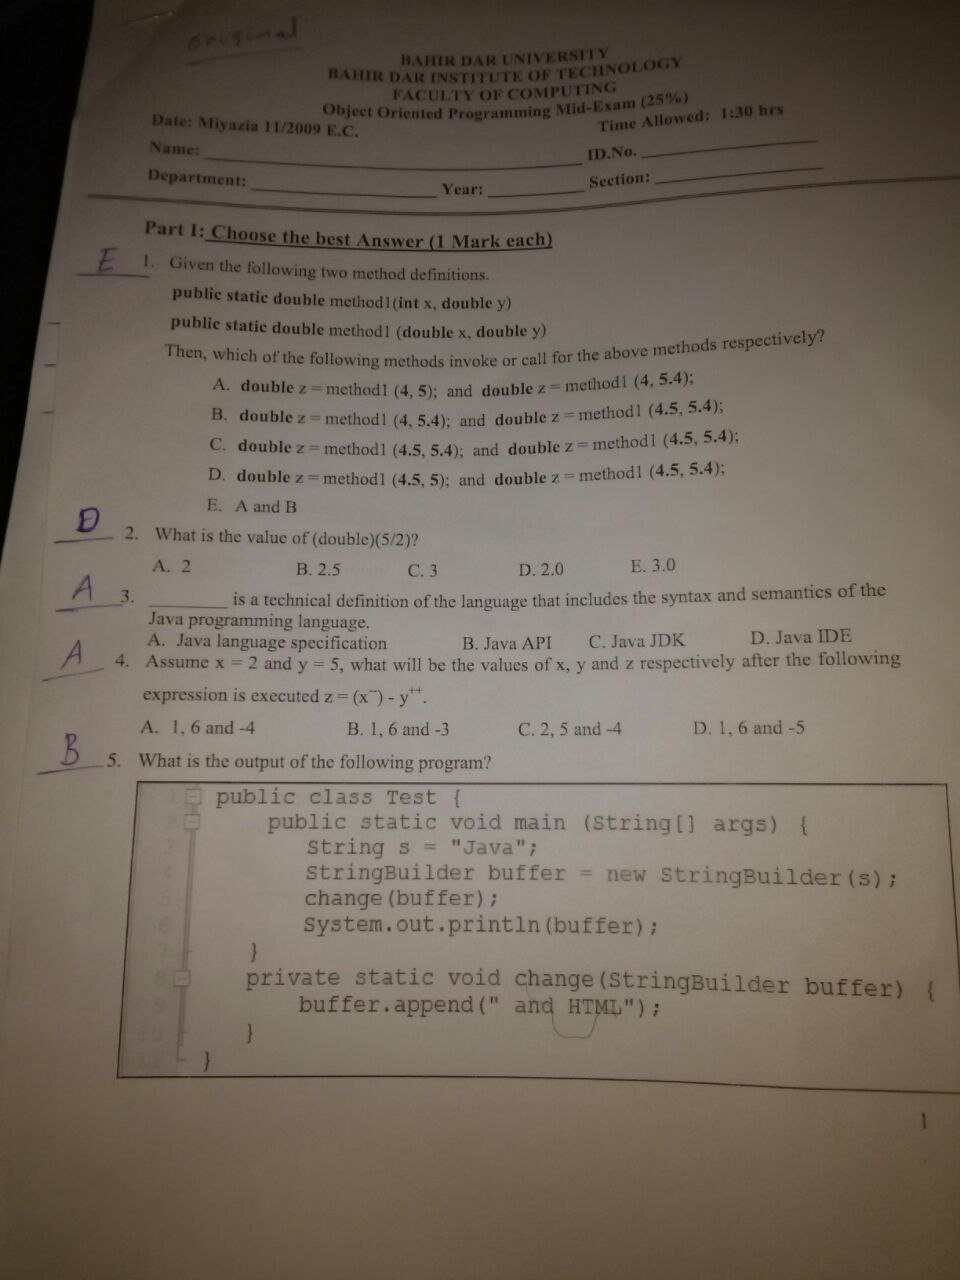 original
BAHIR DAR UNIVERSITY
BAHIR DAR INSTITUTE OF TECHNOLOGY
FACULTY OF COMPUTING
Object Oriented Programming Mid-Exam (25%)
Date: Miyazia 11/2009 E.C. Time Allowed: 1:30 hrs
Name: ID.No.
Department: Year: Section:
Part I: Choose the best Answer (1 Mark each)
E 1. Given the following two method definitions.
public static double method1(int x, double y)
public static double method1 (double x, double y)
Then, which of the following methods invoke or call for the above methods respectively?
A. double z = method1 (4, 5); and double z = method1 (4, 5.4);
B. double z = method1 (4, 5.4); and double z = method1 (4.5, 5.4);
C. double z = method1 (4.5, 5.4); and double z = method1 (4.5, 5.4);
D. double z = method1 (4.5, 5); and double z = method1 (4.5, 5.4);
E. A and B
D 2. What is the value of (double)(5/2)?
A. 2 B. 2.5 C. 3 D. 2.0 E. 3.0
A 3. ________ is a technical definition of the language that includes the syntax and semantics of the
Java programming language.
A. Java language specification B. Java API C. Java JDK D. Java IDE
A 4. Assume x = 2 and y = 5, what will be the values of x, y and z respectively after the following
expression is executed z = (x⁻⁻) - y⁺⁺.
A. 1, 6 and -4 B. 1, 6 and -3 C. 2, 5 and -4 D. 1, 6 and -5
B 5. What is the output of the following program?
public class Test {
public static void main (String[] args) {
String s = "Java";
StringBuilder buffer = new StringBuilder(s);
change(buffer);
System.out.println(buffer);
}
private static void change(StringBuilder buffer) {
buffer.append(" and HTML");
}
}
1